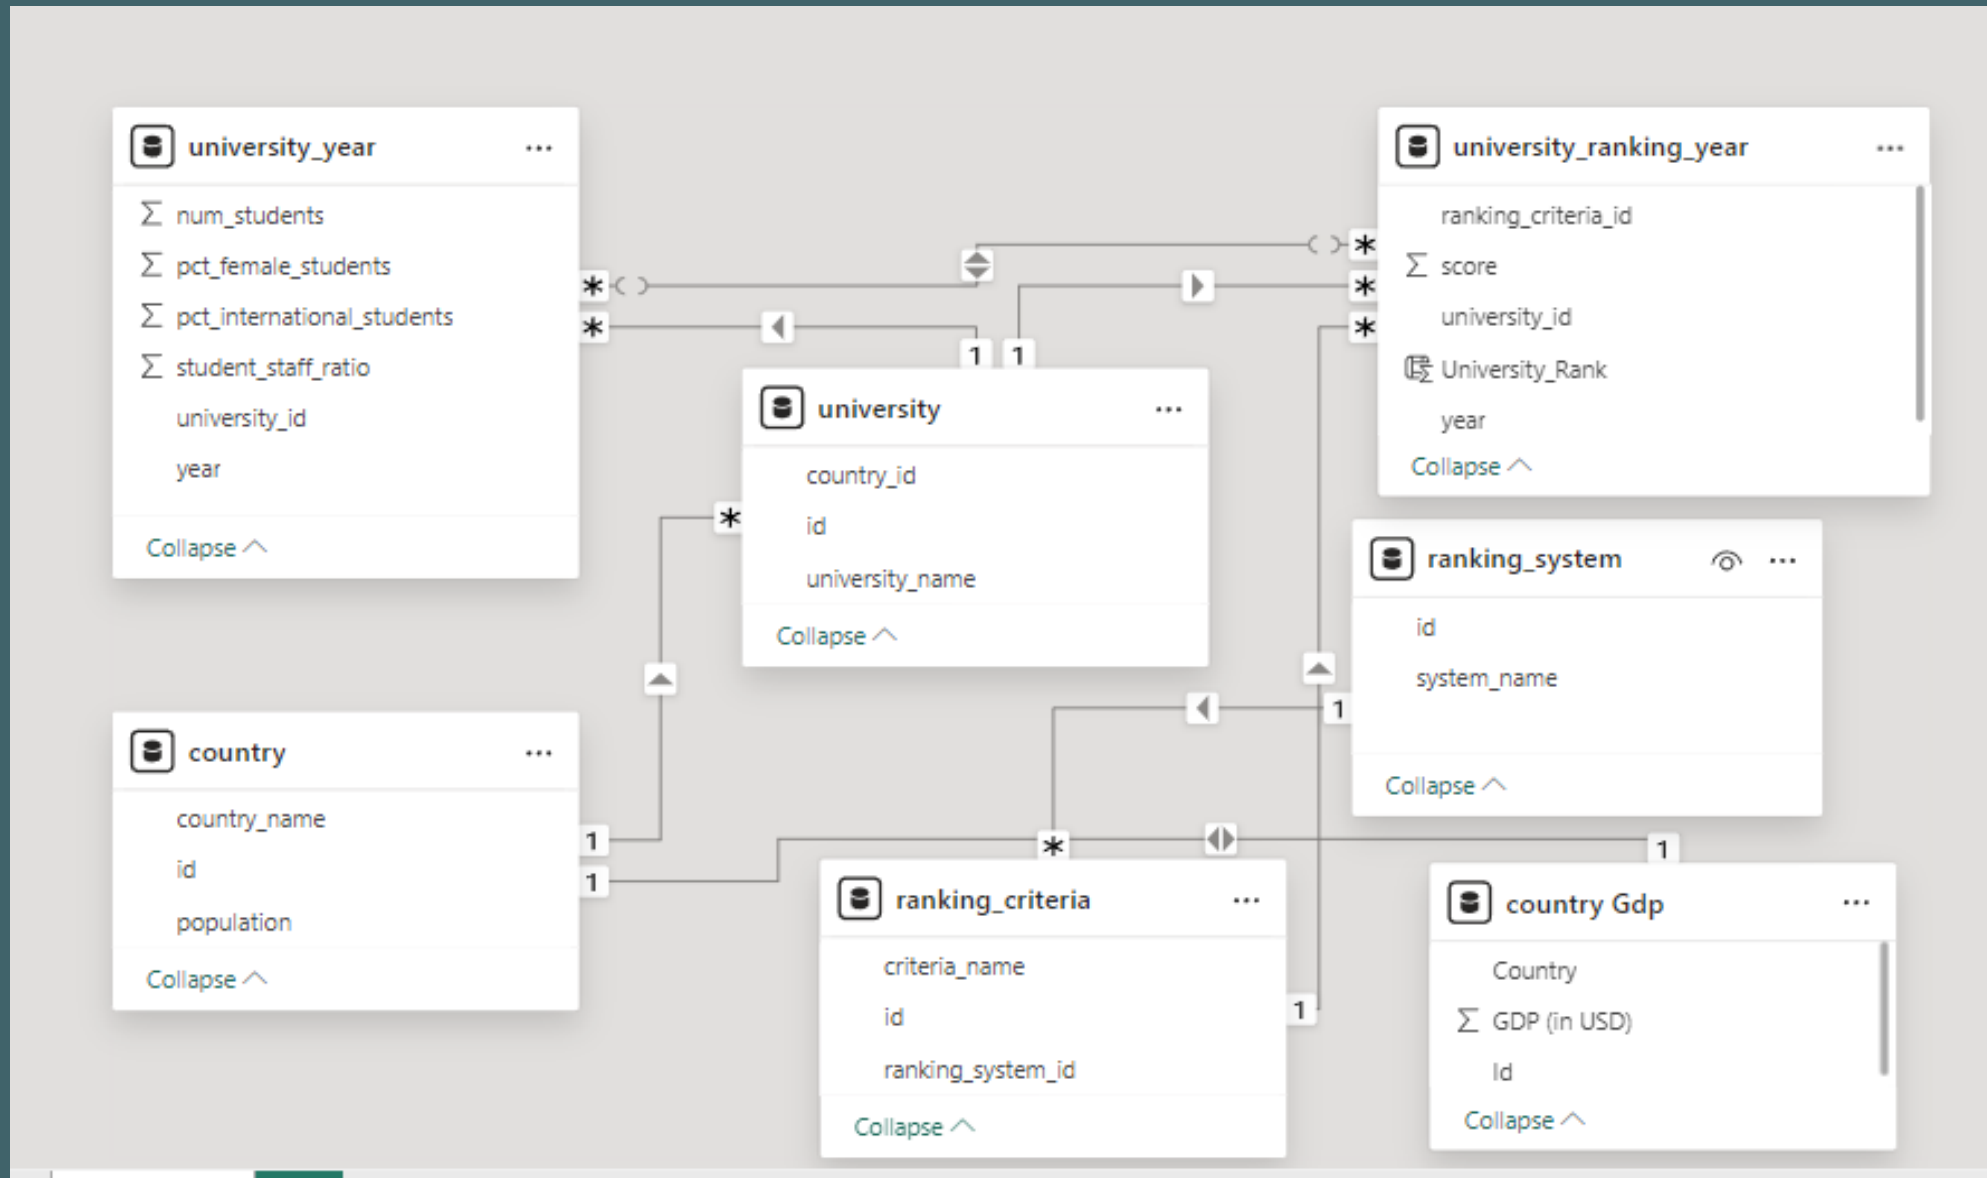 university_year
Σ num_students
Σ pct_female_students
Σ pct_international_students
Σ student_staff_ratio
university_id
year
Collapse
university_ranking_year
ranking_criteria_id
Σ score
university_id
University_Rank
year
Collapse
* *
* *
* *
1 1
university
country_id
id
university_name
Collapse
*
ranking_system
id
system_name
Collapse
1
country
country_name
id
population
Collapse
1
1
*
ranking_criteria
criteria_name
id
ranking_system_id
Collapse
1
1
country Gdp
Country
Σ GDP (in USD)
Id
Collapse